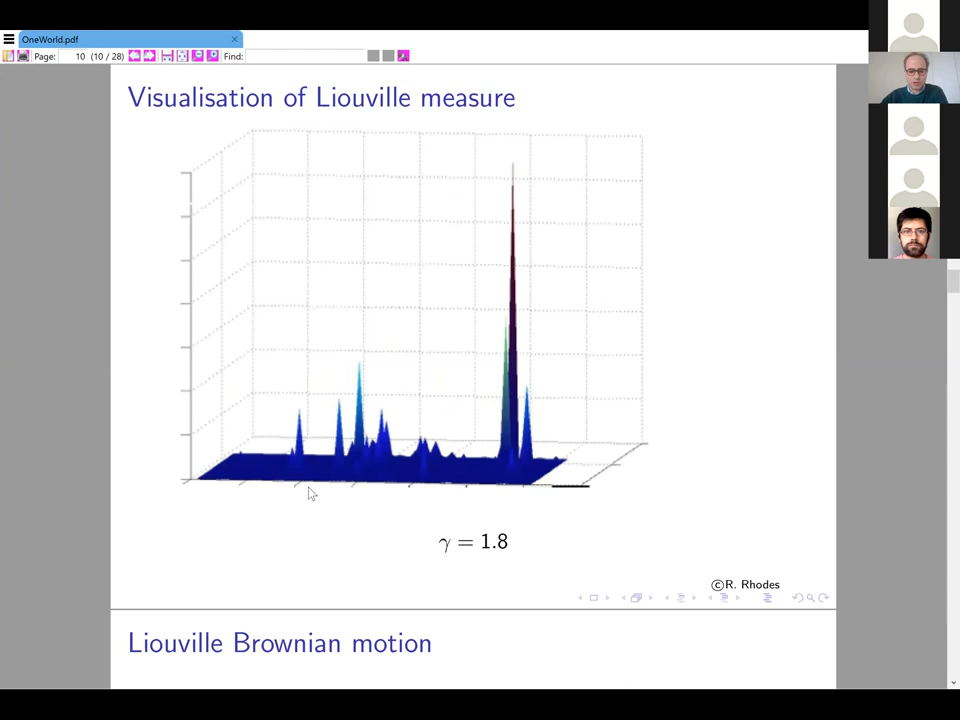 OneWorld.pdf
Page: 10 (10 / 28) Find:
Visualisation of Liouville measure
γ = 1.8
©R. Rhodes
Liouville Brownian motion